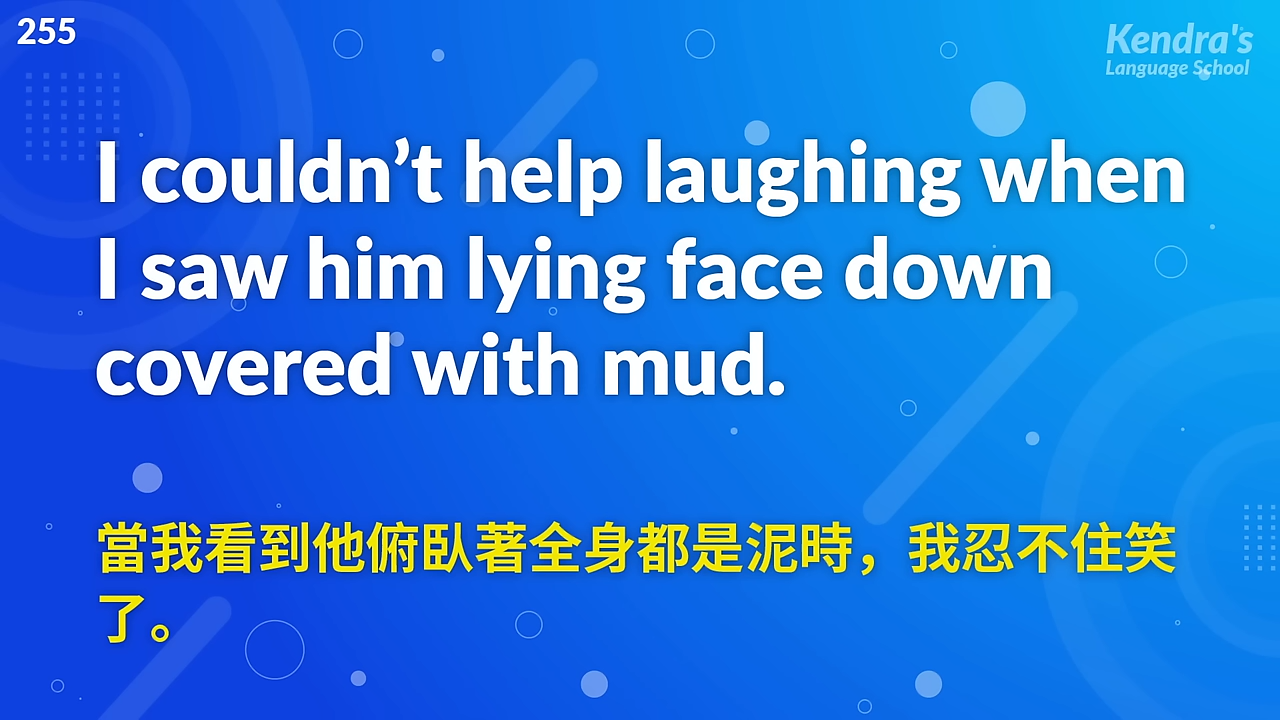 255
Kendra's
Language School
I couldn’t help laughing when
I saw him lying face down
covered with mud.
當我看到他俯臥著全身都是泥時，我忍不住笑
了。